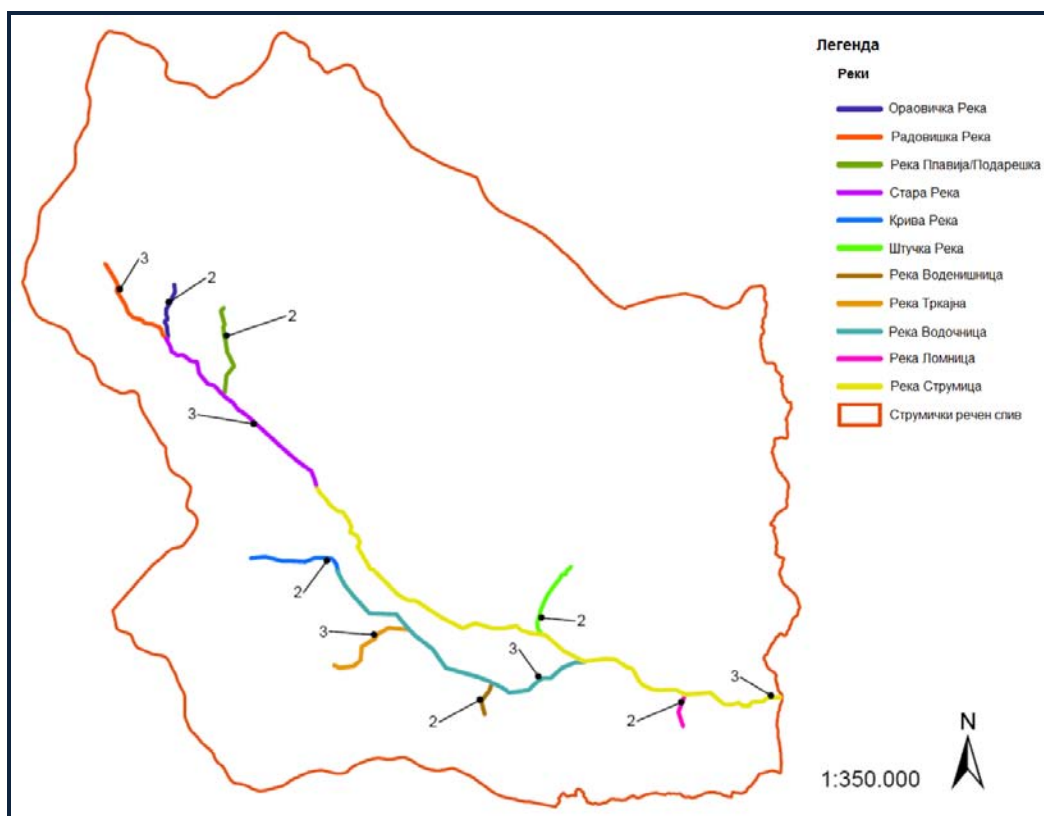 Легенда
Реки
Ораовичка Река
Радовишка Река
Река Плавија/Подарешка
Стара Река
Крива Река
Штучка Река
Река Воденишница
Река Тркајна
Река Водочница
Река Ломница
Река Струмица
Струмички речен слив
3
2
2
3
2
2
3
3
3
2
2
N
1:350.000